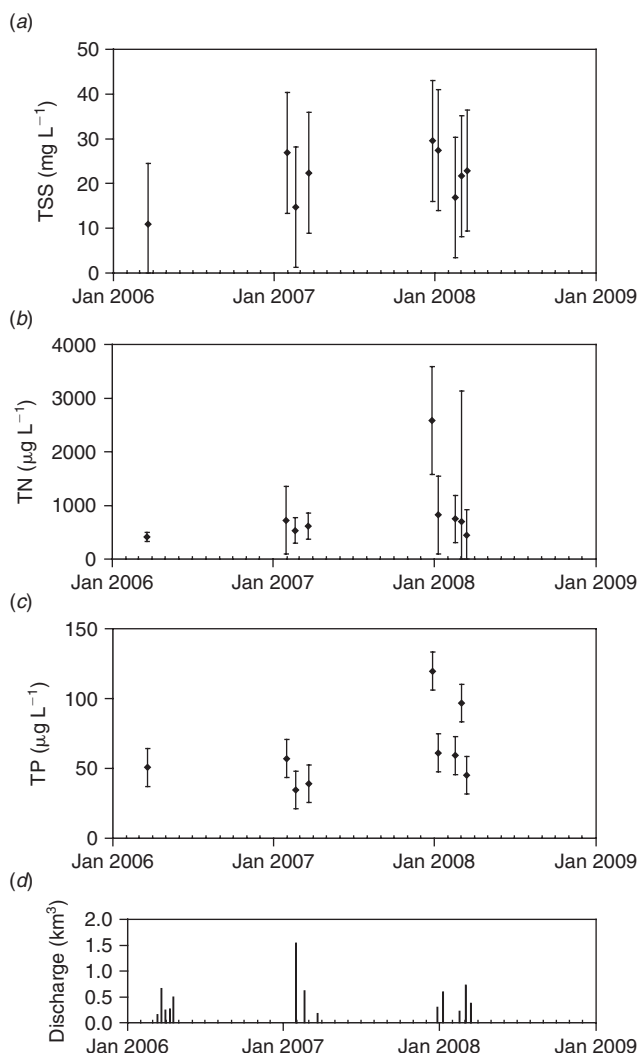 (a)
50
40
30
20
10
0
TSS (mg L⁻¹)
Jan 2006 Jan 2007 Jan 2008 Jan 2009
(b)
4000
3000
2000
1000
0
TN (μg L⁻¹)
Jan 2006 Jan 2007 Jan 2008 Jan 2009
(c)
150
100
50
0
TP (μg L⁻¹)
Jan 2006 Jan 2007 Jan 2008 Jan 2009
(d)
2.0
1.5
1.0
0.5
0.0
Discharge (km³)
Jan 2006 Jan 2007 Jan 2008 Jan 2009